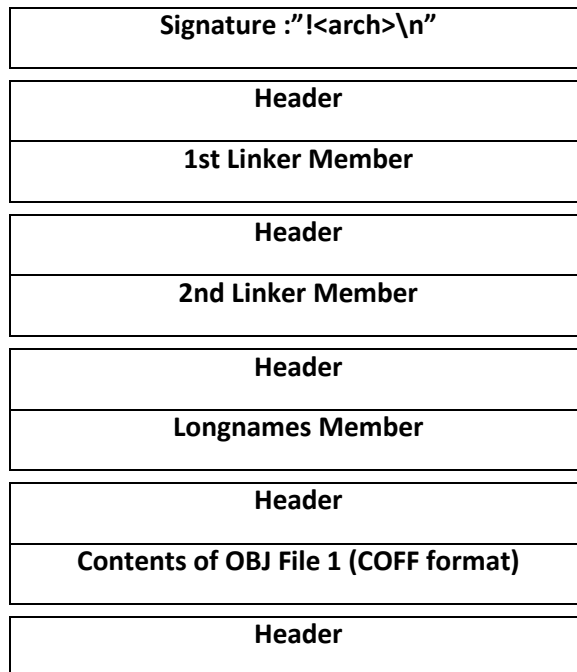 Signature :”!<arch>\n”
Header
1st Linker Member
Header
2nd Linker Member
Header
Longnames Member
Header
Contents of OBJ File 1 (COFF format)
Header